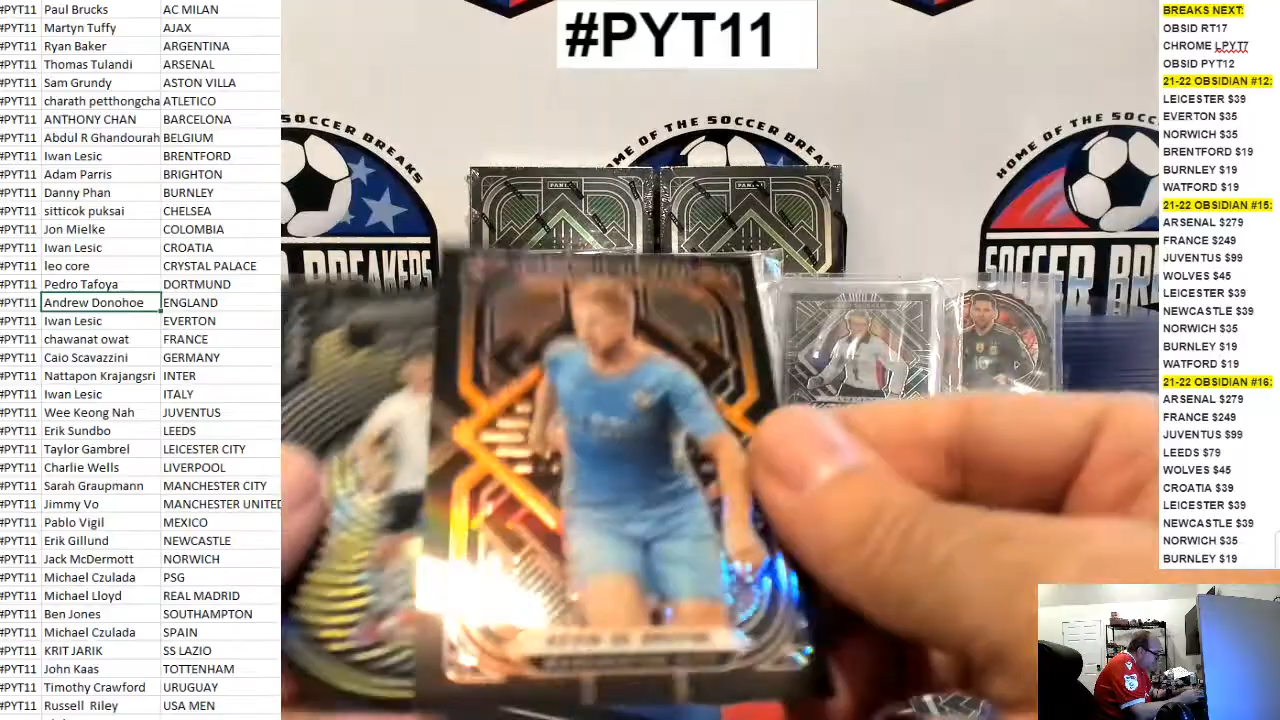 #PYT11 Paul Brucks AC MILAN
#PYT11 Martyn Tuffy AJAX
#PYT11 Ryan Baker ARGENTINA
#PYT11 Thomas Tulandi ARSENAL
#PYT11 Sam Grundy ASTON VILLA
#PYT11 charath petthongcha ATLETICO
#PYT11 ANTHONY CHAN BARCELONA
#PYT11 Abdul R Ghandourah BELGIUM
#PYT11 Iwan Lesic BRENTFORD
#PYT11 Adam Parris BRIGHTON
#PYT11 Danny Phan BURNLEY
#PYT11 sitticok puksai CHELSEA
#PYT11 Jon Mielke COLOMBIA
#PYT11 Iwan Lesic CROATIA
#PYT11 leo core CRYSTAL PALACE
#PYT11 Pedro Tafoya DORTMUND
#PYT11 Andrew Donohoe ENGLAND
#PYT11 Iwan Lesic EVERTON
#PYT11 chawanat owat FRANCE
#PYT11 Caio Scavazzini GERMANY
#PYT11 Nattapon Krajangsri INTER
#PYT11 Iwan Lesic ITALY
#PYT11 Wee Keong Nah JUVENTUS
#PYT11 Erik Sundbo LEEDS
#PYT11 Taylor Gambrel LEICESTER CITY
#PYT11 Charlie Wells LIVERPOOL
#PYT11 Sarah Graupmann MANCHESTER CITY
#PYT11 Jimmy Vo MANCHESTER UNITED
#PYT11 Pablo Vigil MEXICO
#PYT11 Erik Gillund NEWCASTLE
#PYT11 Jack McDermott NORWICH
#PYT11 Michael Czulada PSG
#PYT11 Michael Lloyd REAL MADRID
#PYT11 Ben Jones SOUTHAMPTON
#PYT11 Michael Czulada SPAIN
#PYT11 KRIT JARIK SS LAZIO
#PYT11 John Kaas TOTTENHAM
#PYT11 Timothy Crawford URUGUAY
#PYT11 Russell Riley USA MEN
#PYT11
SOCCER BREAKS
D BREAKERS
OME OF THE SOCCER BREAKS
PANINI
PANINI
HOME OF THE SOCCER
SOCCER BREA
BREAKS NEXT:
OBSID RT17
CHROME LPYT7
OBSID PYT12
21-22 OBSIDIAN #12:
LEICESTER $39
EVERTON $35
NORWICH $35
BRENTFORD $19
BURNLEY $19
WATFORD $19
21-22 OBSIDIAN #15:
ARSENAL $279
FRANCE $249
JUVENTUS $99
WOLVES $45
LEICESTER $39
NEWCASTLE $39
NORWICH $35
BURNLEY $19
WATFORD $19
21-22 OBSIDIAN #16:
ARSENAL $279
FRANCE $249
JUVENTUS $99
LEEDS $79
WOLVES $45
CROATIA $39
LEICESTER $39
NEWCASTLE $39
NORWICH $35
BURNLEY $19